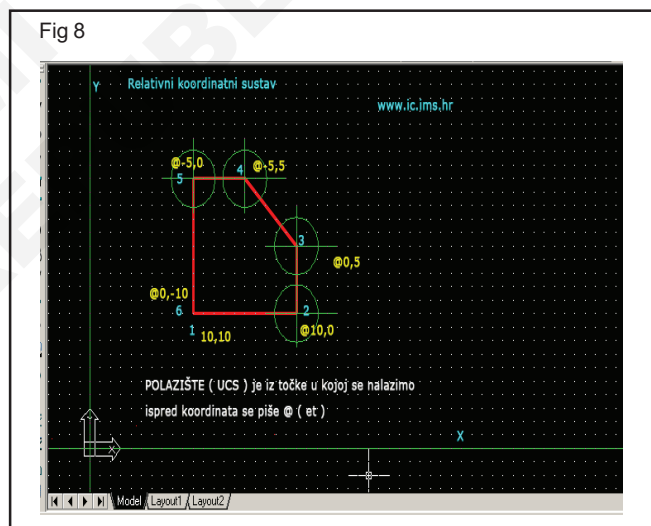 Fig 8
Y
Relativni koordinatni sustav
www.ic.ims.hr
@-5,0
4
@-5,5
5
3
@0,5
@0,-10
6
2
1
10,10
@10,0
POLAZIŠTE ( UCS ) je iz točke u kojoj se nalazimo
ispred koordinata se piše @ ( et )
X
X
Model Layout1 Layout2